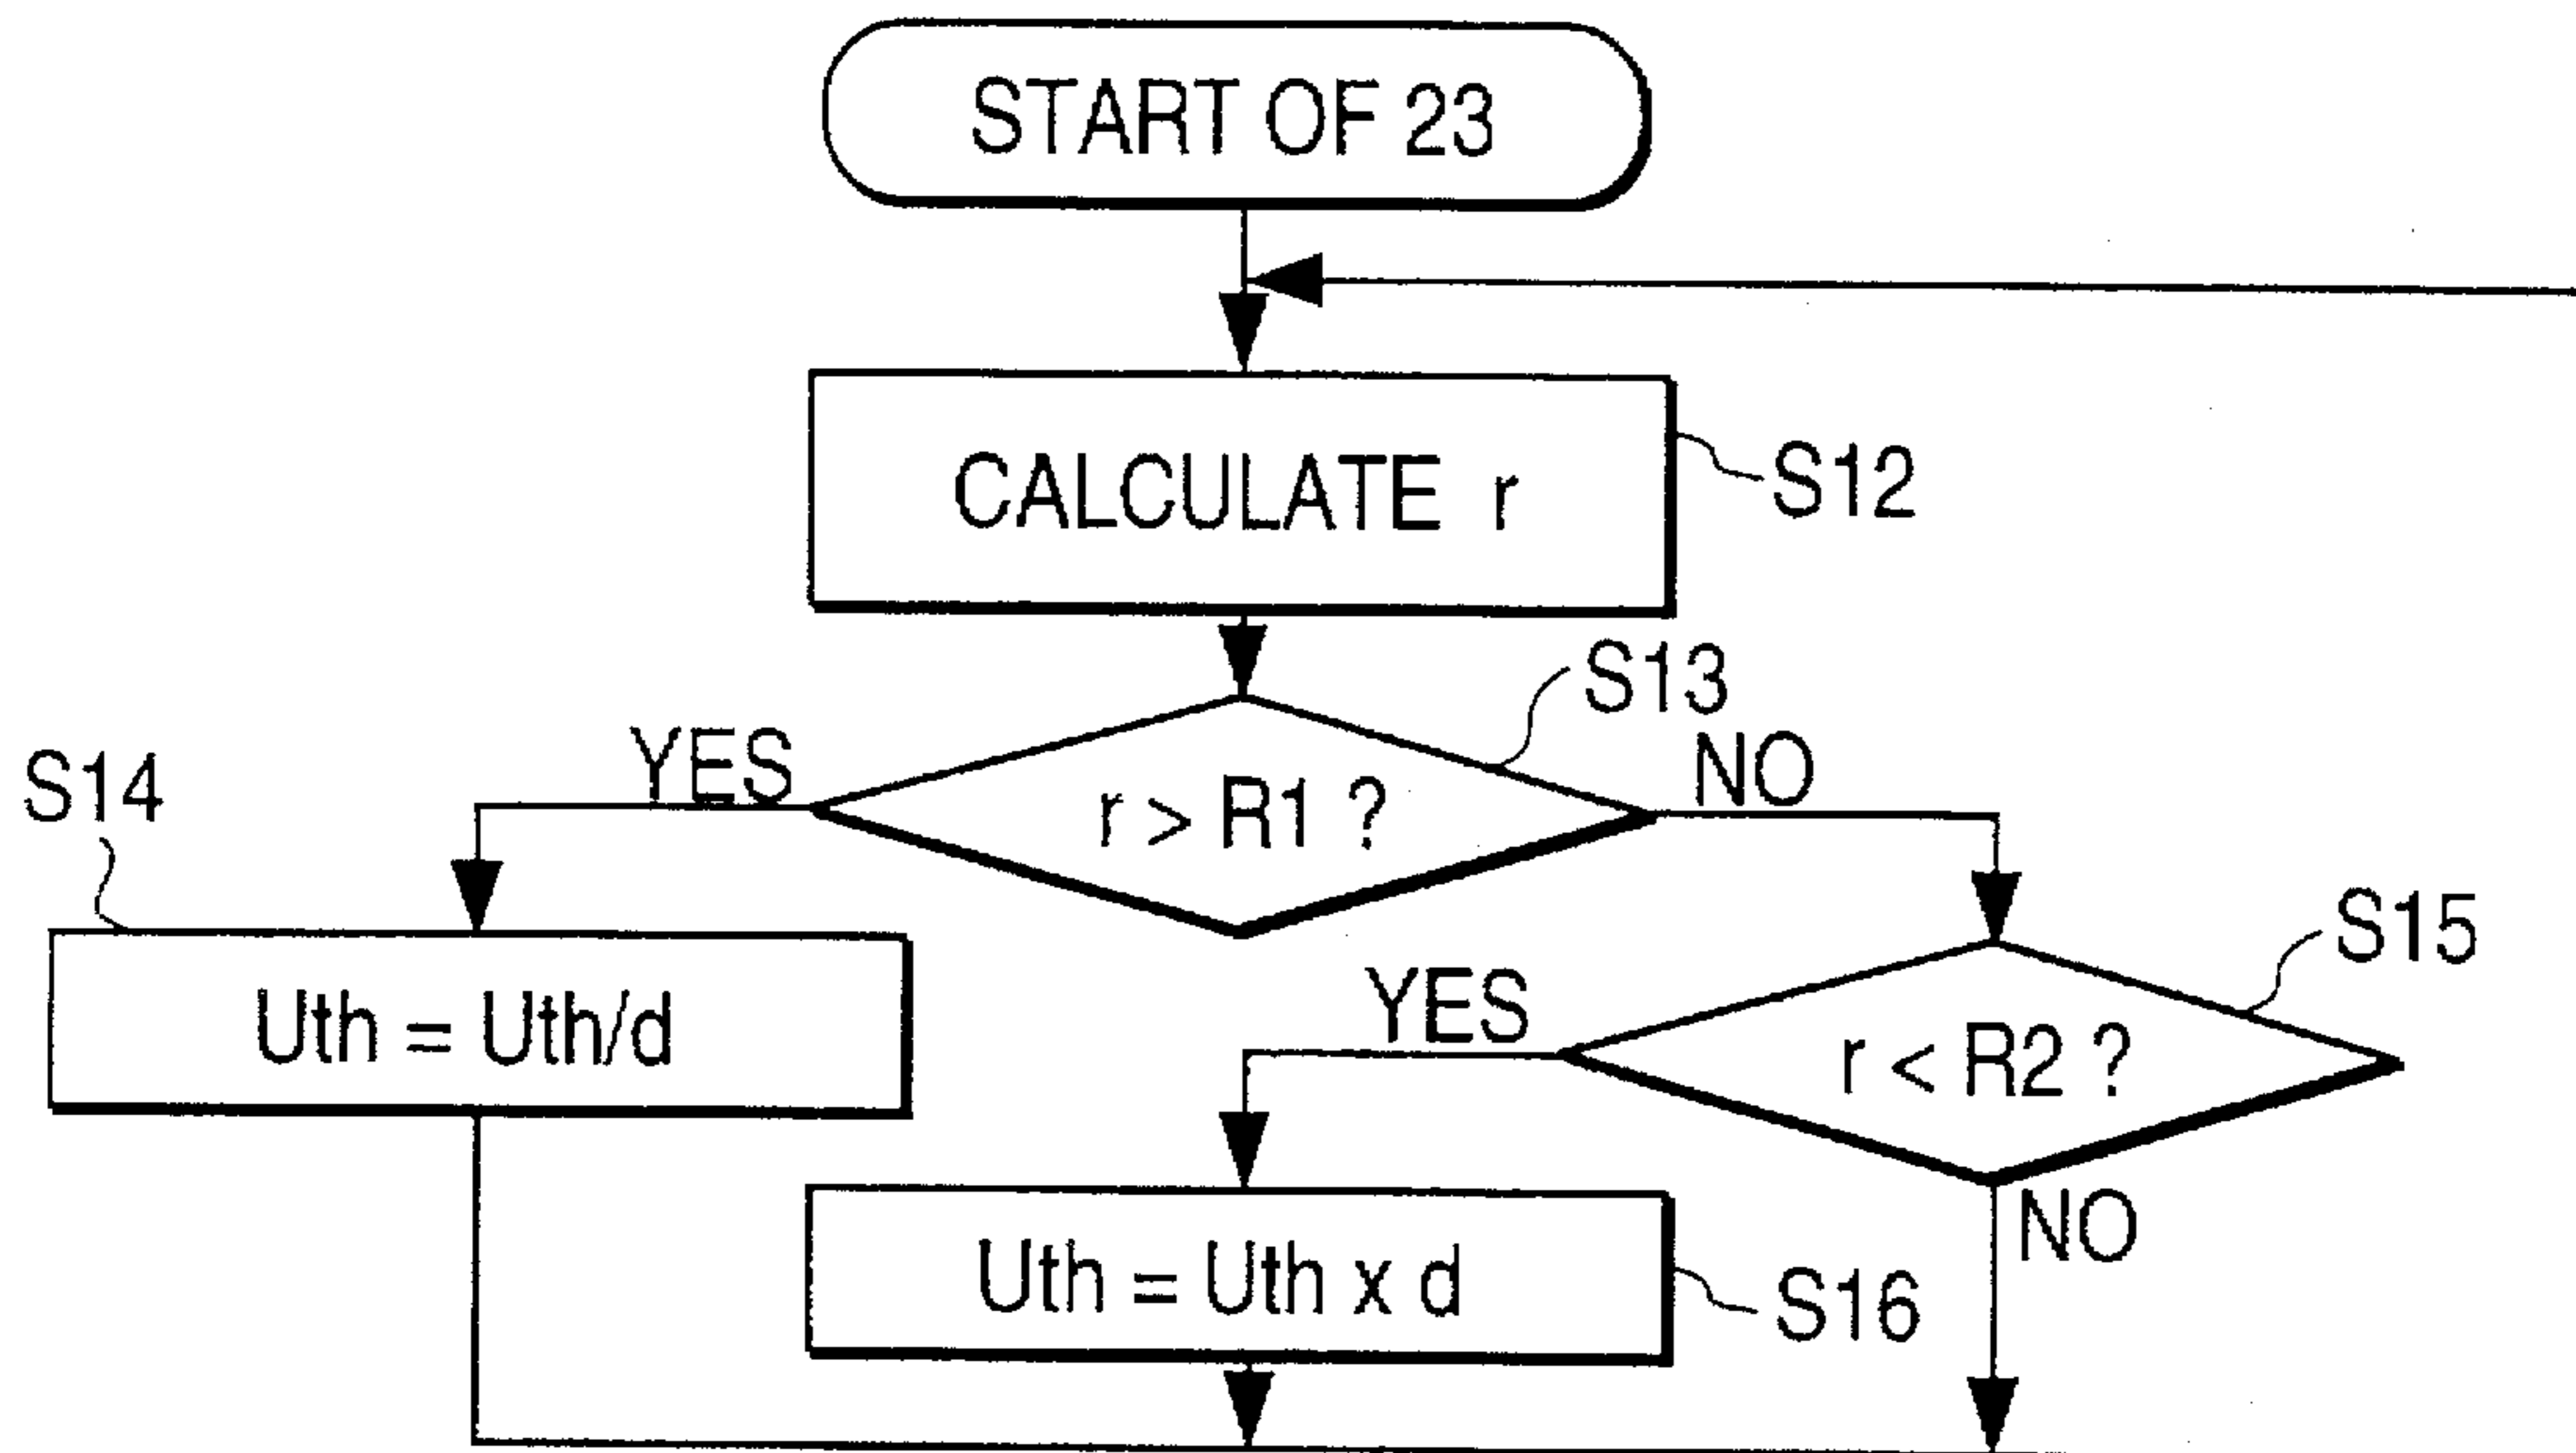 START OF 23
CALCULATE r
S12
S13
YES
r > R1 ?
NO
S14
Uth = Uth/d
S15
YES
r < R2 ?
NO
Uth = Uth x d
S16